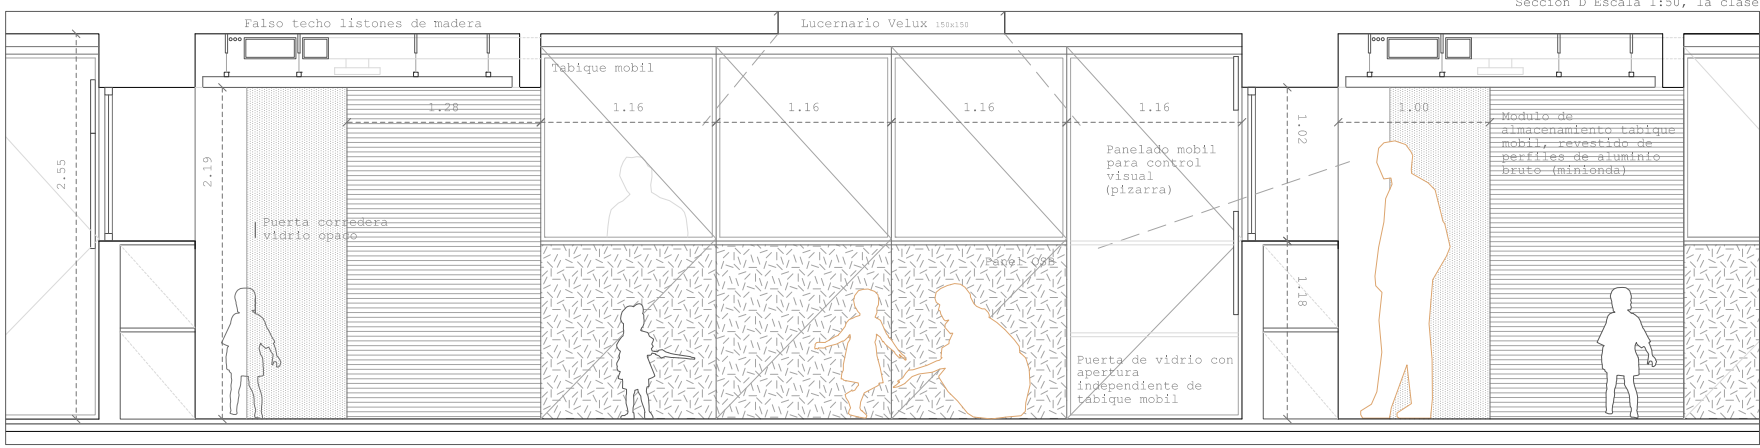 Sección D Escala 1:50, la clase
Falso techo listones de madera
Lucernario Velux 150x150
Tabique mobil
1.28
1.16
1.16
1.16
1.16
1.00
2.55
2.19
1.02
1.18
Modulo de
almacenamiento tabique
mobil, revestido de
perfiles de aluminio
bruto (minionda)
Panelado mobil
para control
visual
(pizarra)
Puerta corredera
vidrio opaco
Panel OSB
Puerta de vidrio con
apertura
independiente de
tabique mobil